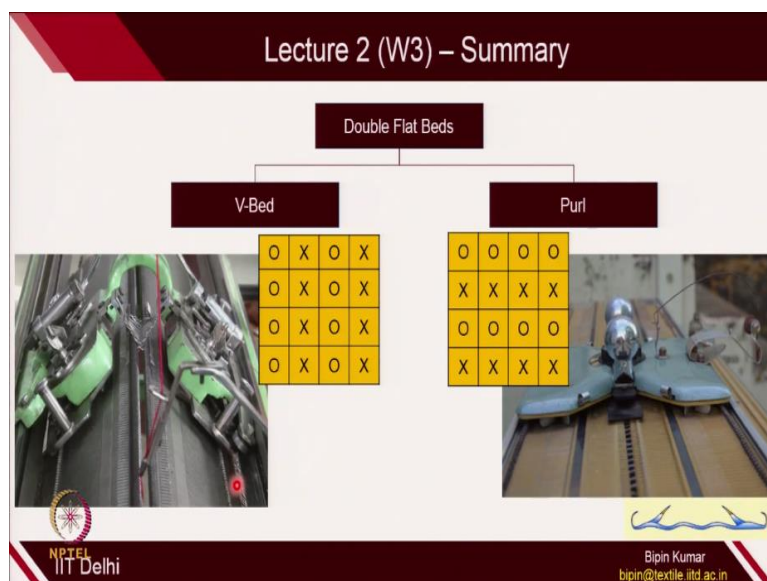 Lecture 2 (W3) – Summary
Double Flat Beds
V-Bed
Purl
O X O X
O X O X
O X O X
O X O X
O O O O
X X X X
O O O O
X X X X
NPTEL
IIT Delhi
Bipin Kumar
bipin@textile.iitd.ac.in